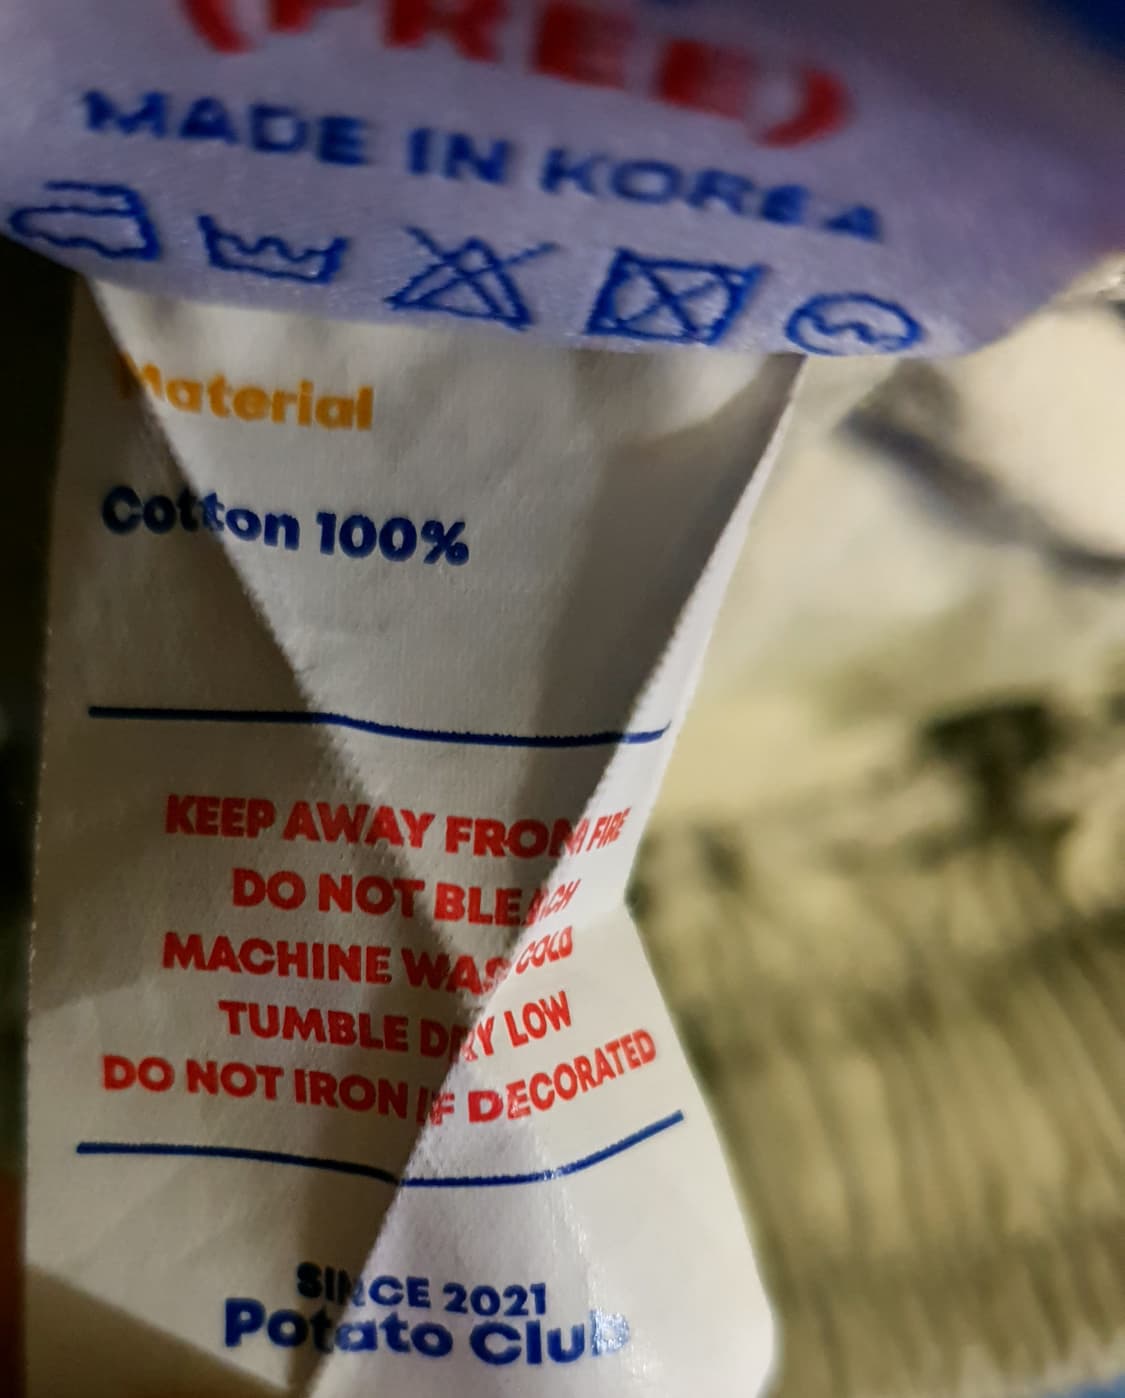 (FREE)
MADE IN KOREA
Material
Cotton 100%
KEEP AWAY FROM FIRE
DO NOT BLEACH
MACHINE WASH COLD
TUMBLE DRY LOW
DO NOT IRON IF DECORATED
SINCE 2021
Potato Club